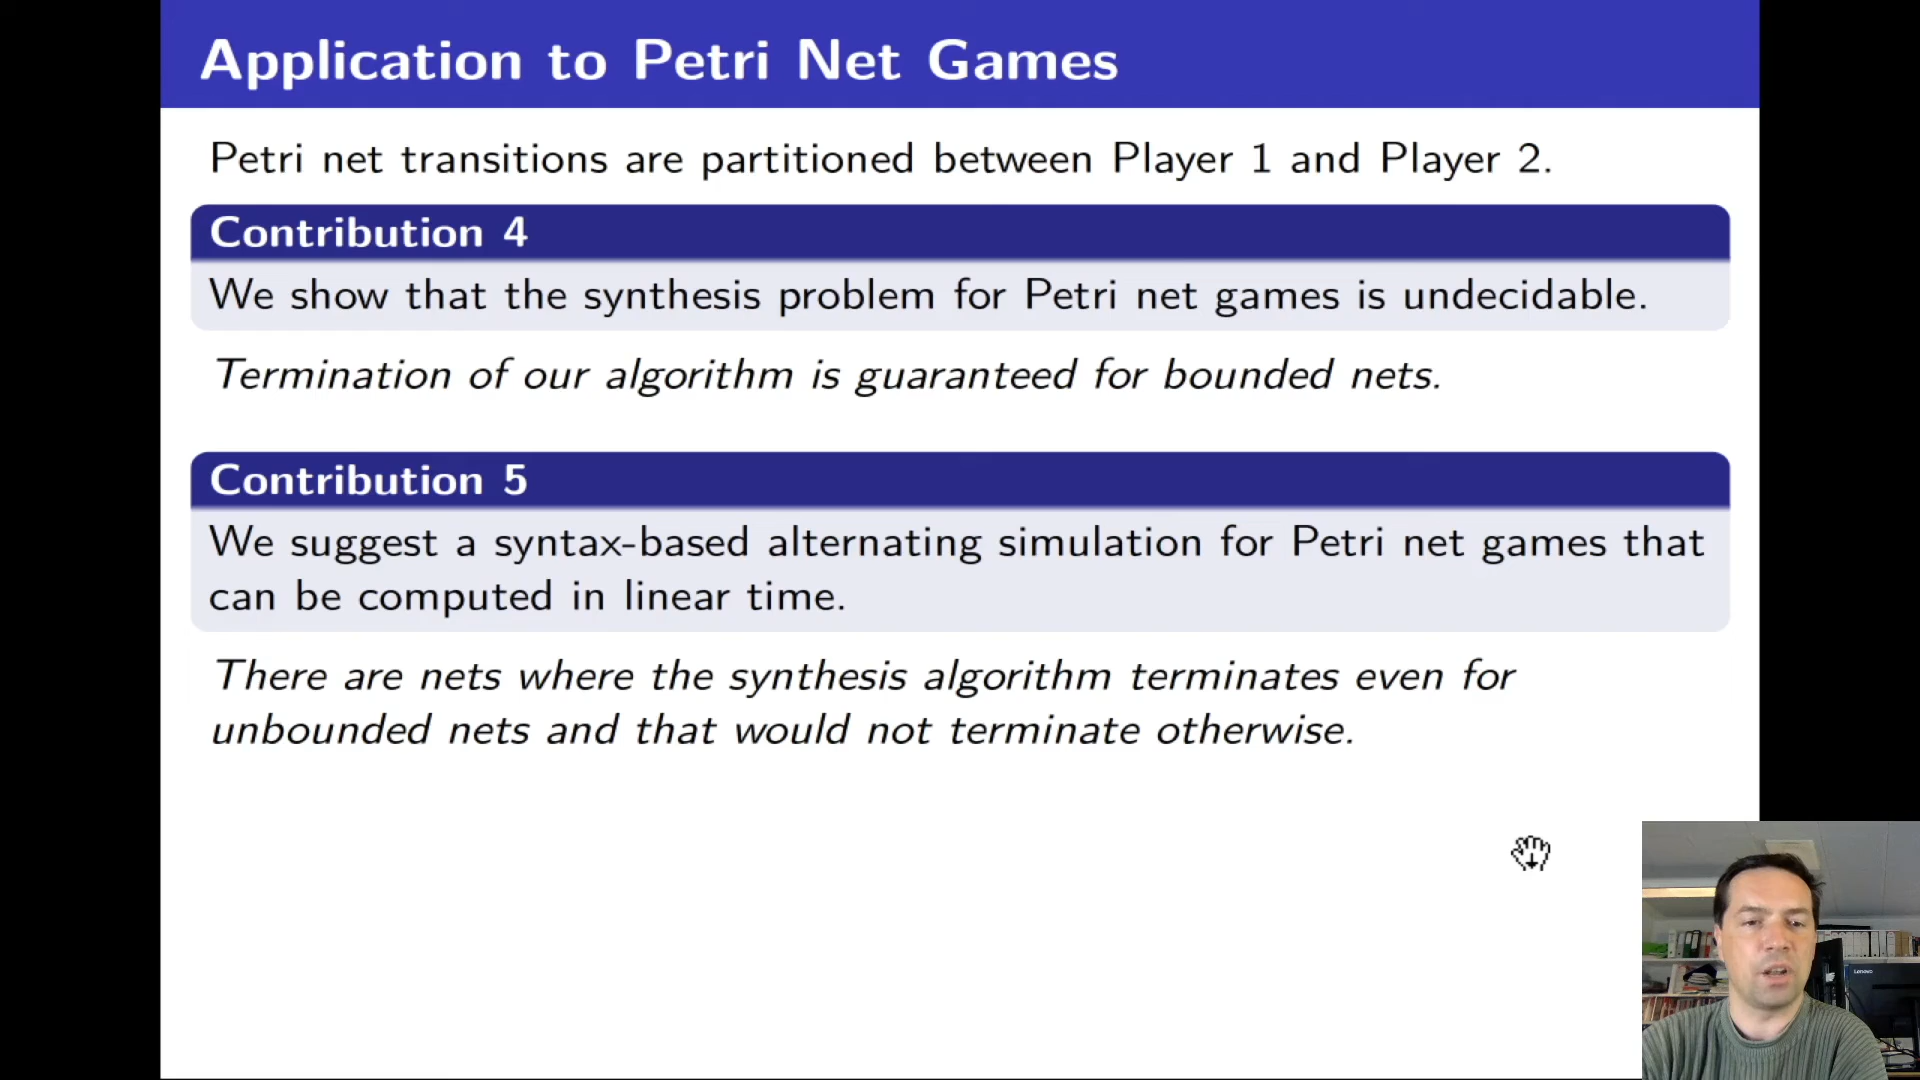 Application to Petri Net Games
Petri net transitions are partitioned between Player 1 and Player 2.
Contribution 4
We show that the synthesis problem for Petri net games is undecidable.
Termination of our algorithm is guaranteed for bounded nets.
Contribution 5
We suggest a syntax-based alternating simulation for Petri net games that
can be computed in linear time.
There are nets where the synthesis algorithm terminates even for
unbounded nets and that would not terminate otherwise.
Lenovo